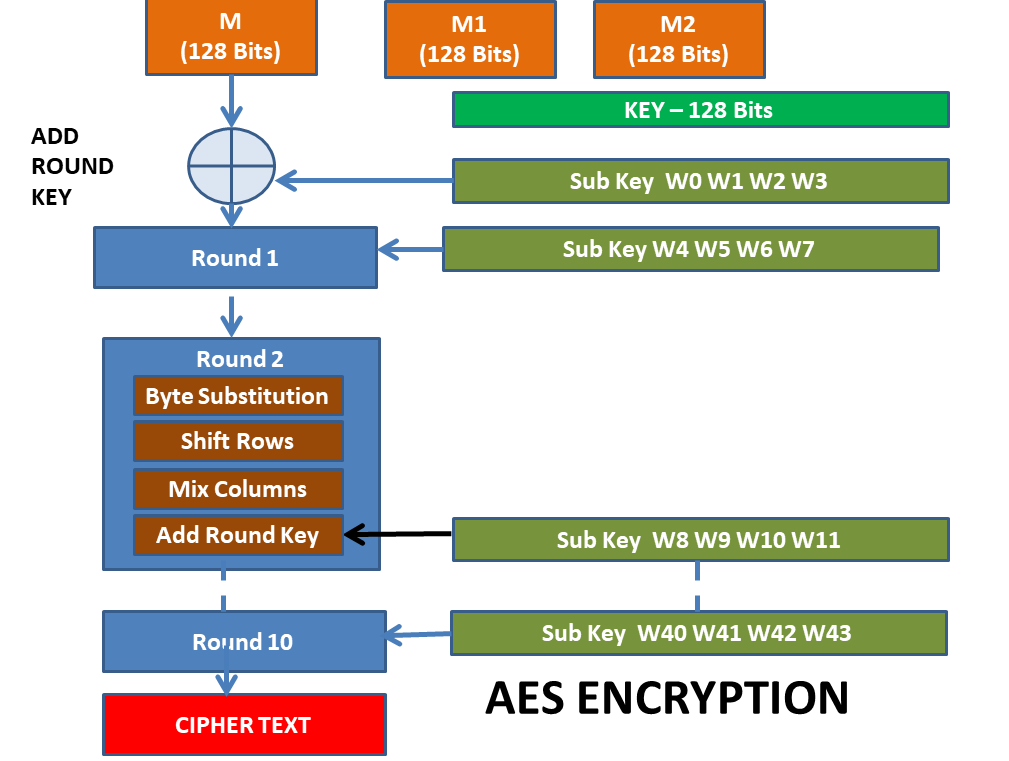 M
(128 Bits)
M1
(128 Bits)
M2
(128 Bits)
KEY – 128 Bits
ADD
ROUND
KEY
Sub Key W0 W1 W2 W3
Round 1
Sub Key W4 W5 W6 W7
Round 2
Byte Substitution
Shift Rows
Mix Columns
Add Round Key
Sub Key W8 W9 W10 W11
Round 10
Sub Key W40 W41 W42 W43
AES ENCRYPTION
CIPHER TEXT